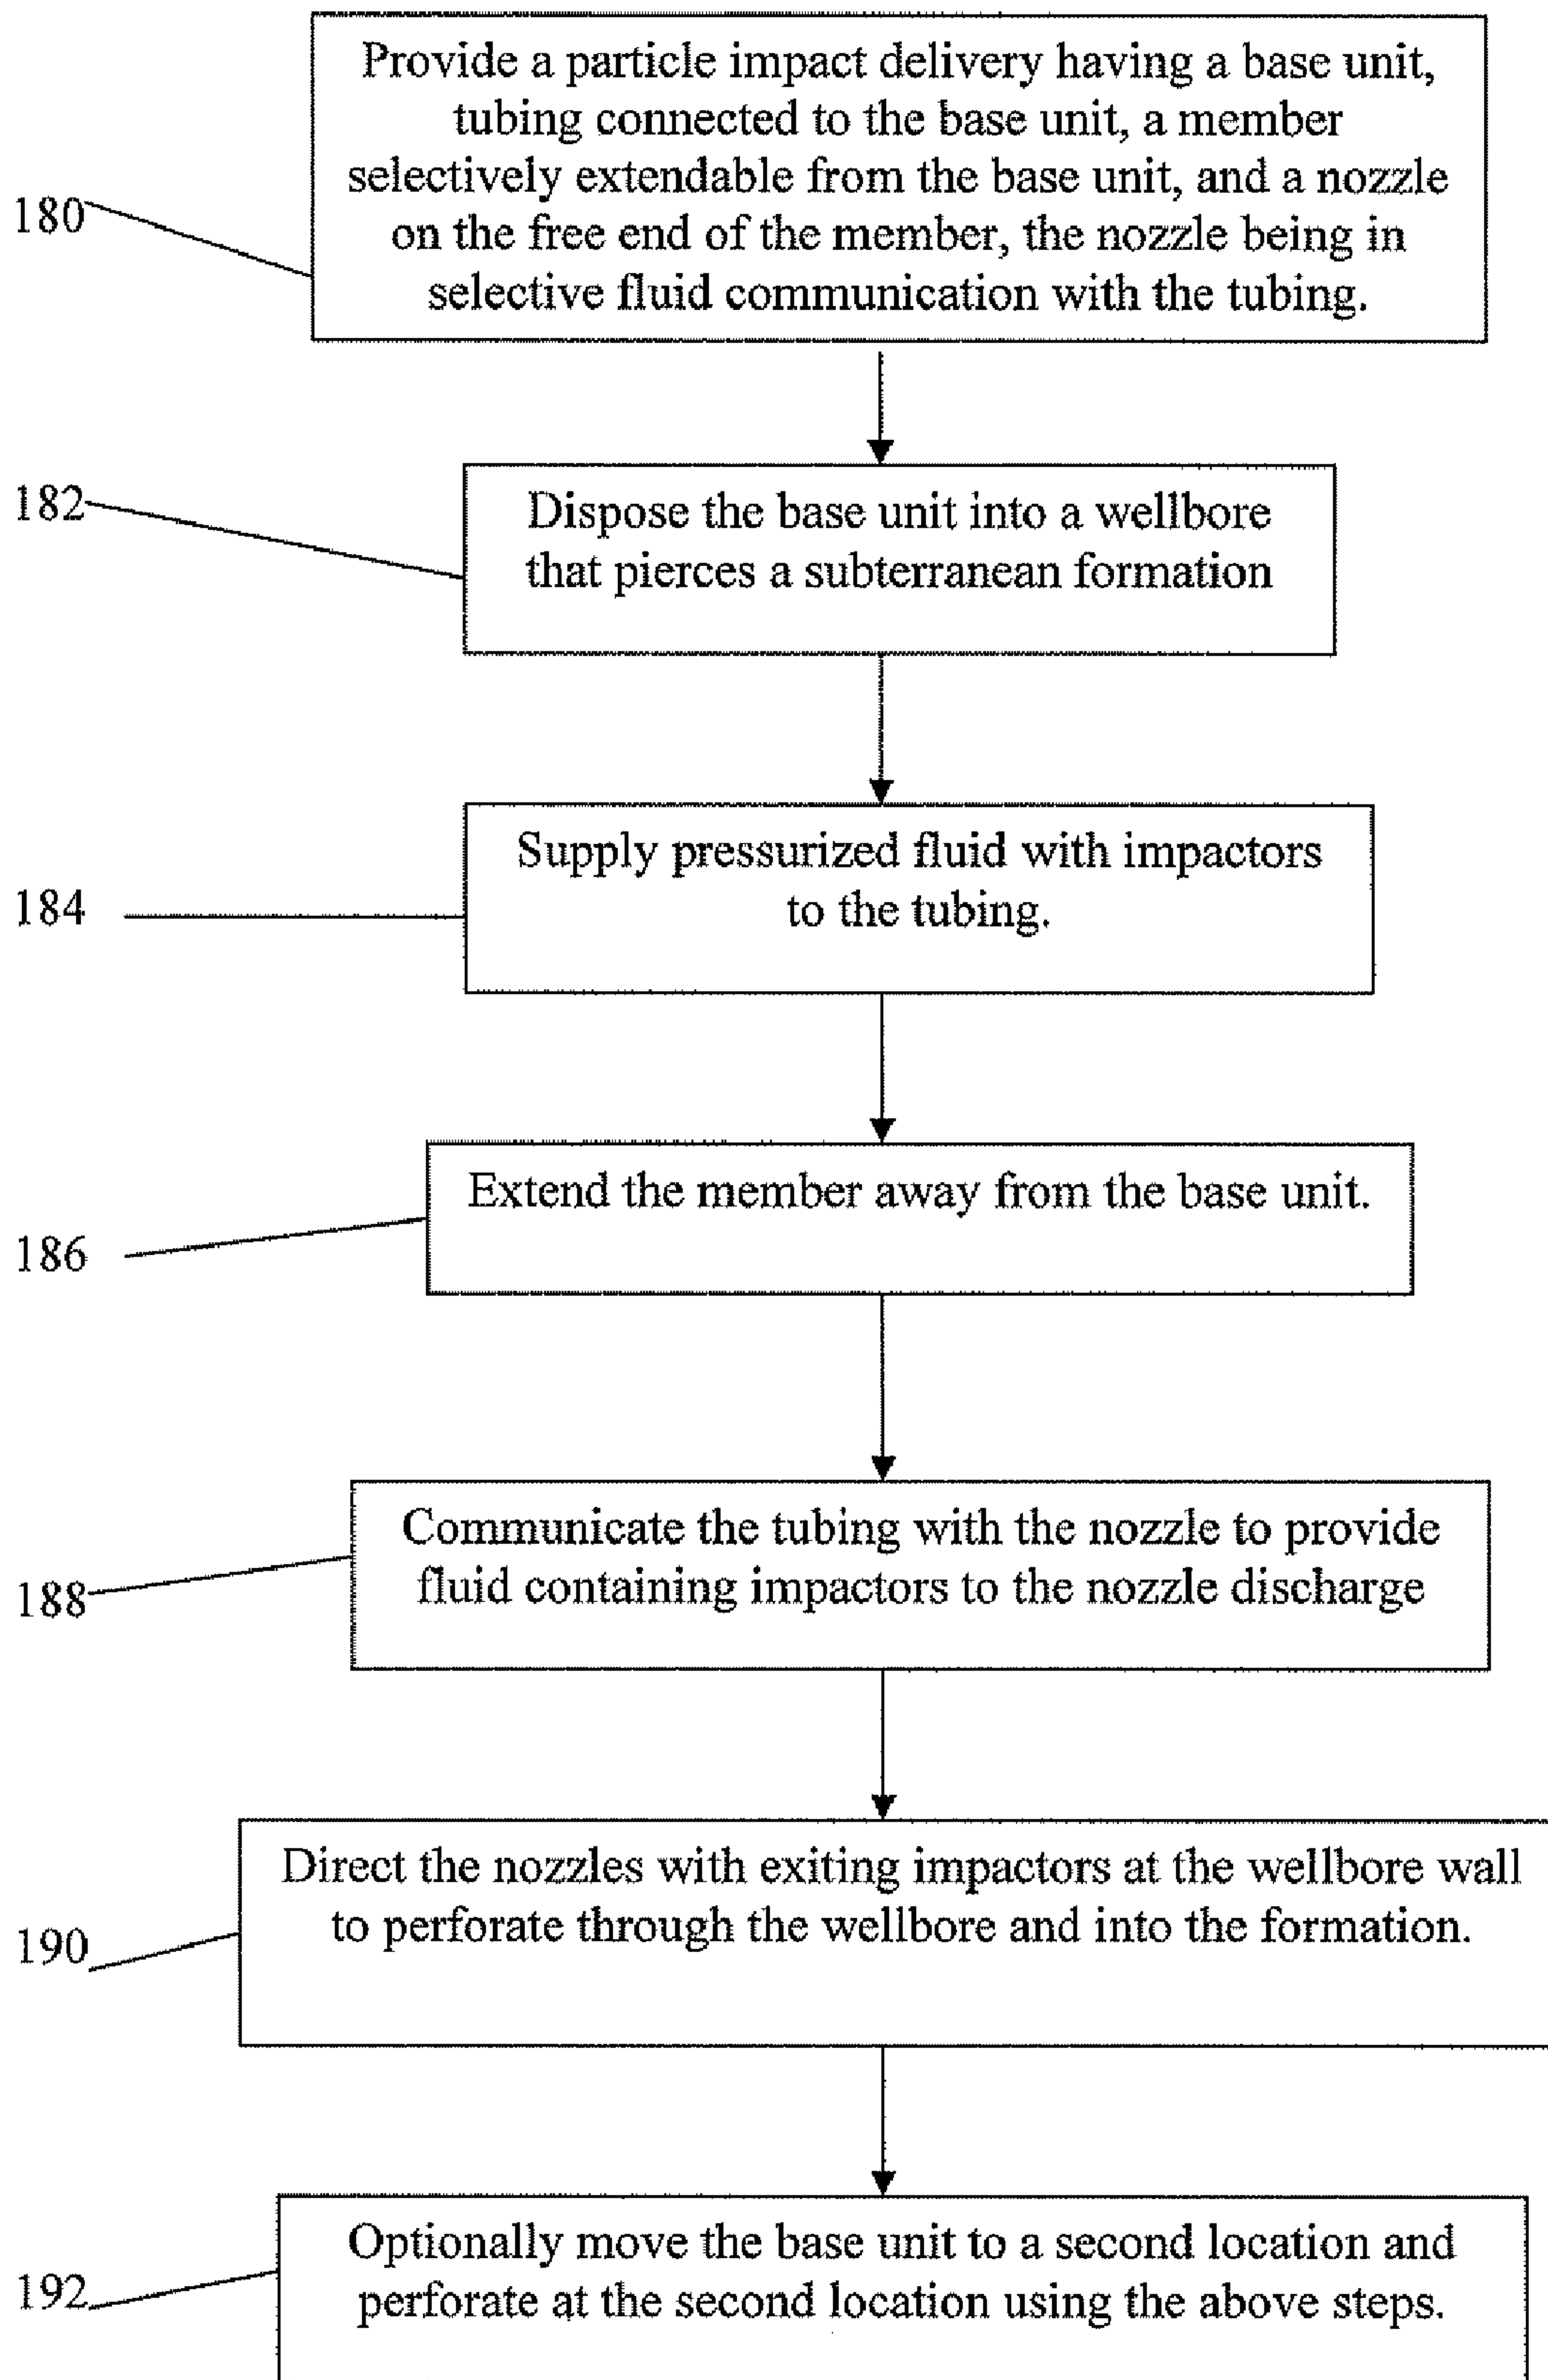 Provide a particle impact delivery having a base unit,
tubing connected to the base unit, a member
selectively extendable from the base unit, and a nozzle
on the free end of the member, the nozzle being in
selective fluid communication with the tubing.
180
182
Dispose the base unit into a wellbore
that pierces a subterranean formation
184
Supply pressurized fluid with impactors
to the tubing.
186
Extend the member away from the base unit.
188
Communicate the tubing with the nozzle to provide
fluid containing impactors to the nozzle discharge
190
Direct the nozzles with exiting impactors at the wellbore wall
to perforate through the wellbore and into the formation.
192
Optionally move the base unit to a second location and
perforate at the second location using the above steps.